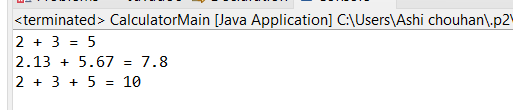 <terminated> CalculatorMain [Java Application] C:\Users\Ashi chouhan\.p2\
2 + 3 = 5
2.13 + 5.67 = 7.8
2 + 3 + 5 = 10